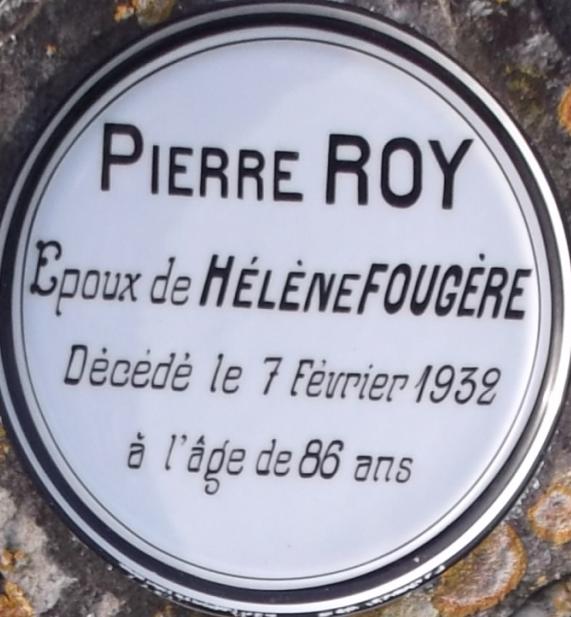 PIERRE ROY
Epoux de HÉLÈNE FOUGÈRE
Décédé le 7 Février 1932
à l'âge de 86 ans